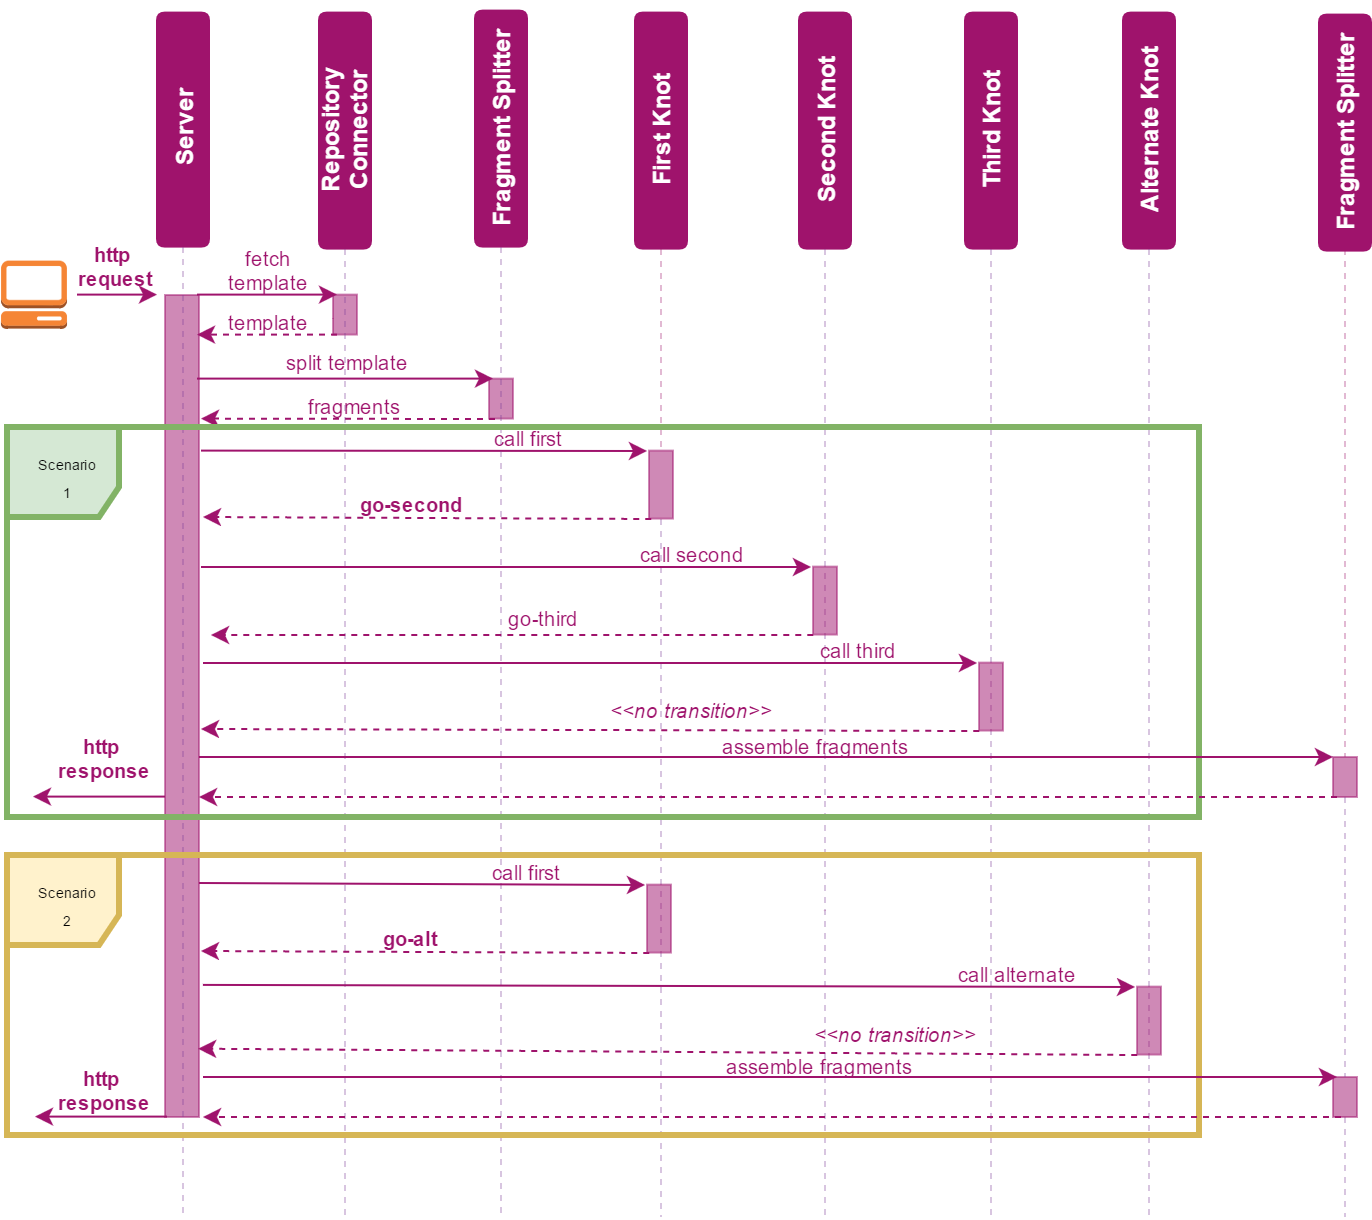 Server
Repository
Connector
Fragment Splitter
First Knot
Second Knot
Third Knot
Alternate Knot
Fragment Splitter
http
request
fetch
template
template
split template
fragments
Scenario
1
call first
go-second
call second
go-third
call third
<<no transition>>
assemble fragments
http
response
Scenario
2
call first
go-alt
call alternate
<<no transition>>
assemble fragments
http
response